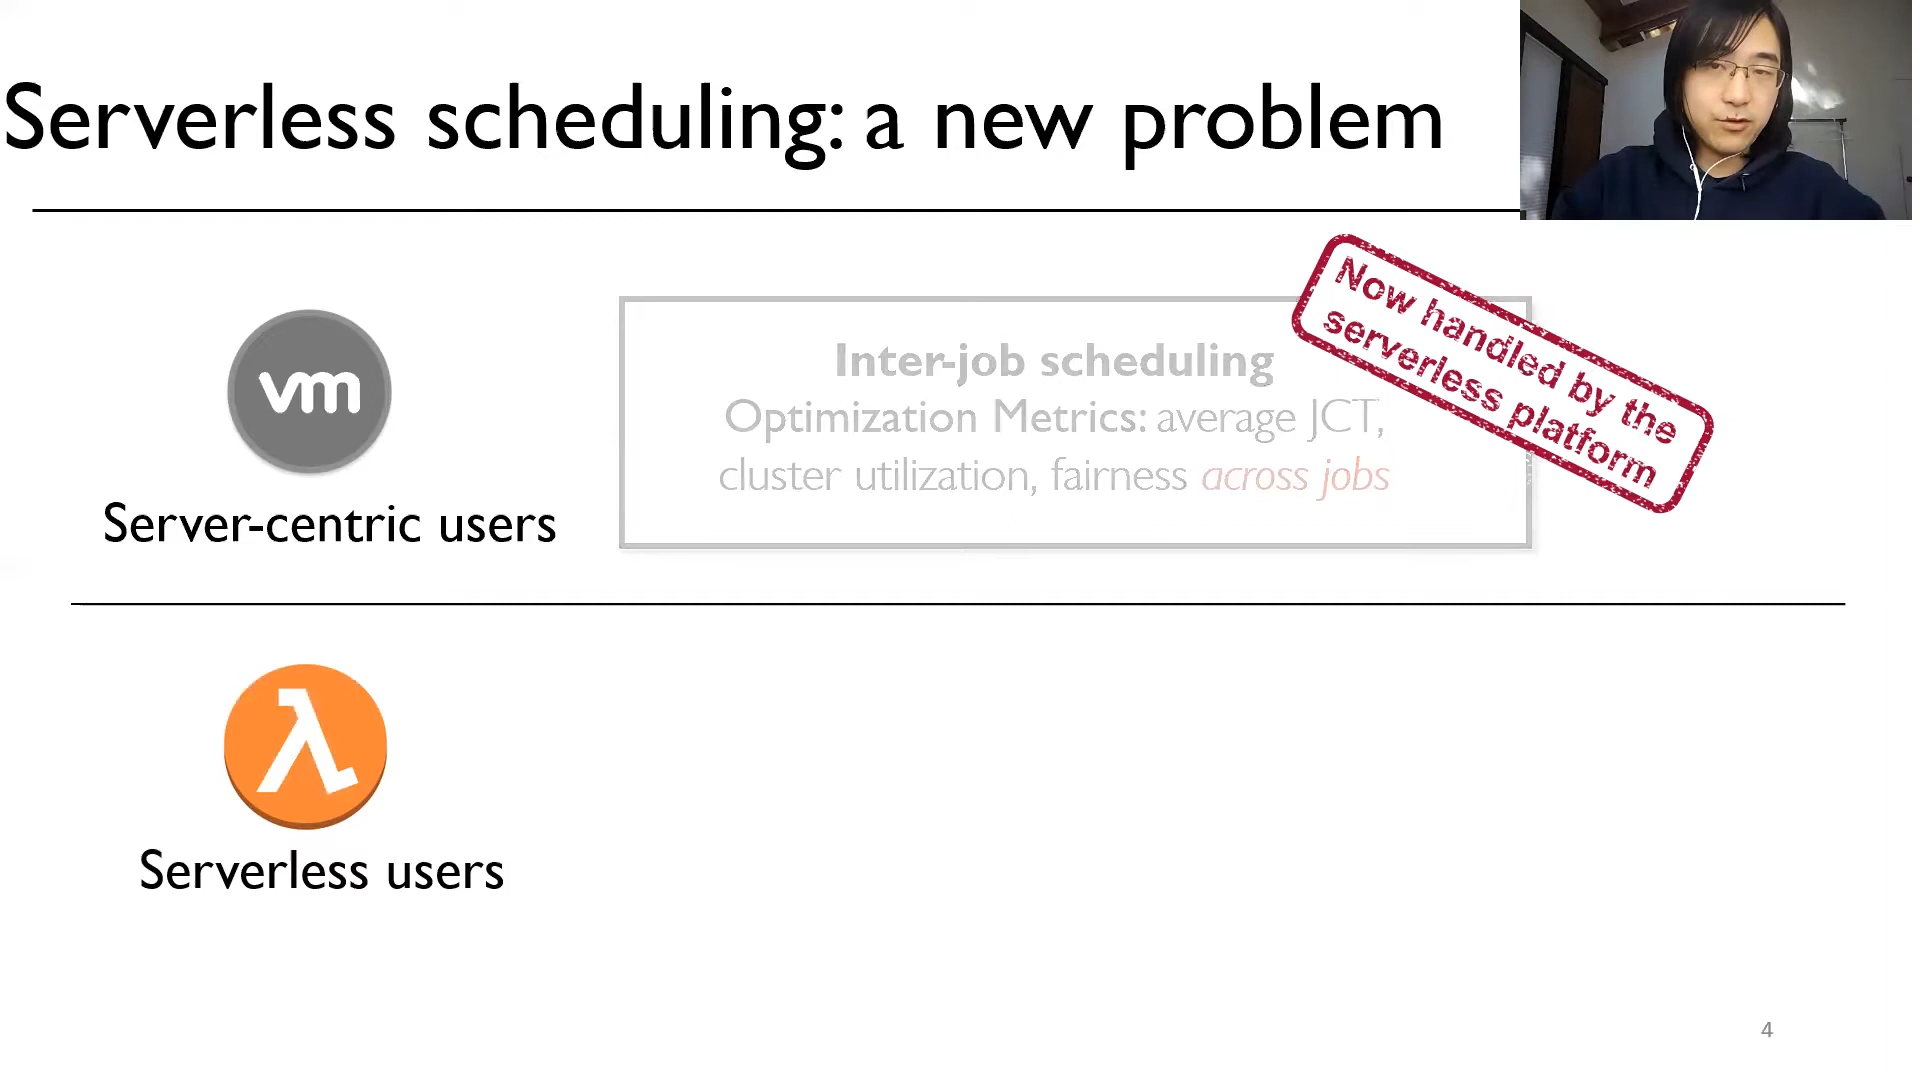 Serverless scheduling: a new problem
Now handled by the
serverless platform
Inter-job scheduling
Optimization Metrics: average JCT,
cluster utilization, fairness across jobs
vm
Server-centric users
λ
Serverless users
4